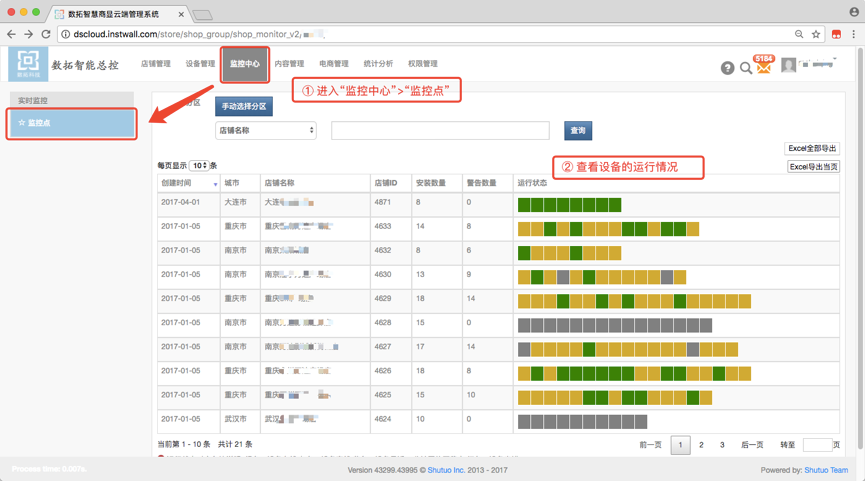 数拓智慧商显云端管理系统
dscloud.instwall.com/store/shop_group/shop_monitor_v2/
数拓科技
数拓智能总控
店铺管理 设备管理 监控中心 内容管理 电商管理 统计分析 权限管理
5184
实时监控
☆ 监控点
① 进入“监控中心”>“监控点”
分区 手动选择分区
店铺名称 查询
Excel全部导出
② 查看设备的运行情况
Excel导出当页
每页显示 10 条
创建时间 城市 店铺名称 店铺ID 安装数量 警告数量 运行状态
2017-04-01 大连市 大连 4871 8 0
2017-01-05 重庆市 重庆 4633 14 8
2017-01-05 南京市 南京 4632 8 6
2017-01-05 南京市 南京 4630 13 9
2017-01-05 重庆市 重庆 4629 18 14
2017-01-05 南京市 南京 4628 15 0
2017-01-05 南京市 南京 4627 17 14
2017-01-05 重庆市 重庆 4626 18 8
2017-01-05 重庆市 重庆 4625 15 10
2017-01-05 武汉市 武汉 4624 10 0
当前第 1 - 10 条 共计 21 条 前一页 1 2 3 后一页 转至 页
Process time: 0.007s.
Version 43299.43995 © Shutuo Inc. 2013 - 2017
Powered by: Shutuo Team